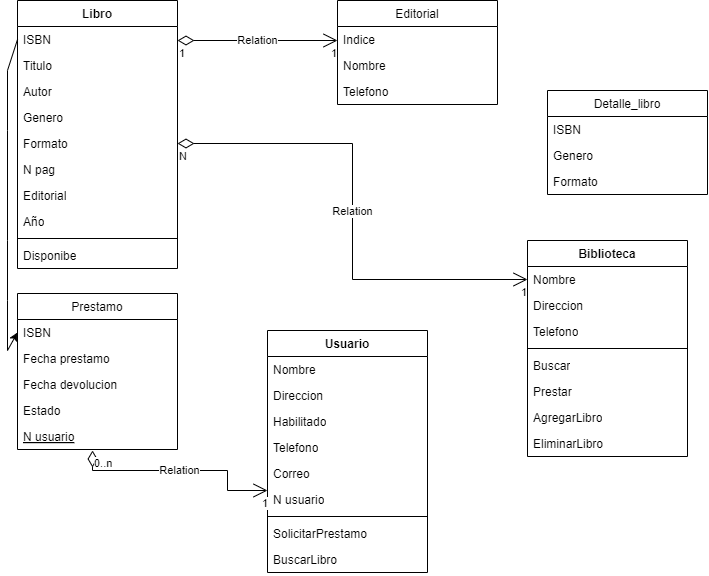 Libro
ISBN
Titulo
Autor
Genero
Formato
N pag
Editorial
Año
Disponibe
Relation
1
1
Editorial
Indice
Nombre
Telefono
Detalle_libro
ISBN
Genero
Formato
N
Relation
1
Biblioteca
Nombre
Direccion
Telefono
Buscar
Prestar
AgregarLibro
EliminarLibro
Prestamo
ISBN
Fecha prestamo
Fecha devolucion
Estado
N usuario
0..n
Relation
1
Usuario
Nombre
Direccion
Habilitado
Telefono
Correo
N usuario
SolicitarPrestamo
BuscarLibro